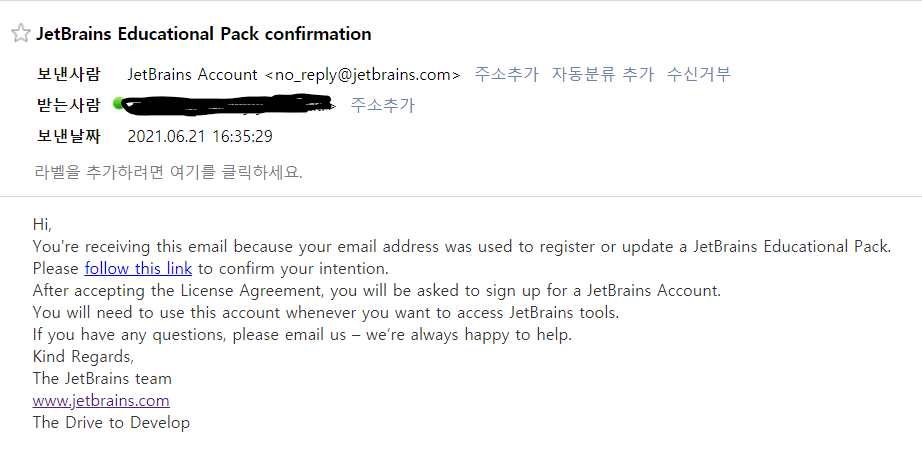 JetBrains Educational Pack confirmation
보낸사람 JetBrains Account <no_reply@jetbrains.com> 주소추가 자동분류 추가 수신거부
받는사람 > 주소추가
보낸날짜 2021.06.21 16:35:29
라벨을 추가하려면 여기를 클릭하세요.
Hi,
You're receiving this email because your email address was used to register or update a JetBrains Educational Pack.
Please follow this link to confirm your intention.
After accepting the License Agreement, you will be asked to sign up for a JetBrains Account.
You will need to use this account whenever you want to access JetBrains tools.
If you have any questions, please email us – we’re always happy to help.
Kind Regards,
The JetBrains team
www.jetbrains.com
The Drive to Develop